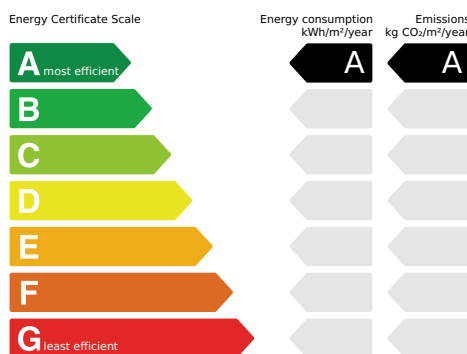 Energy Certificate Scale
Energy consumption
kWh/m²/year
Emissions
kg CO₂/m²/year
A most efficient
A
A
B
C
D
E
F
G least efficient